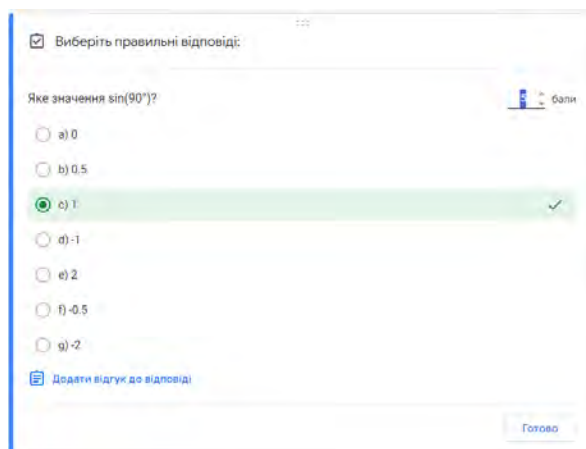 Виберіть правильні відповіді:
Яке значення sin(90°)?
5 бали
a) 0
b) 0.5
c) 1
d) -1
e) 2
f) -0.5
g) -2
Додати відгук до відповіді
Готово